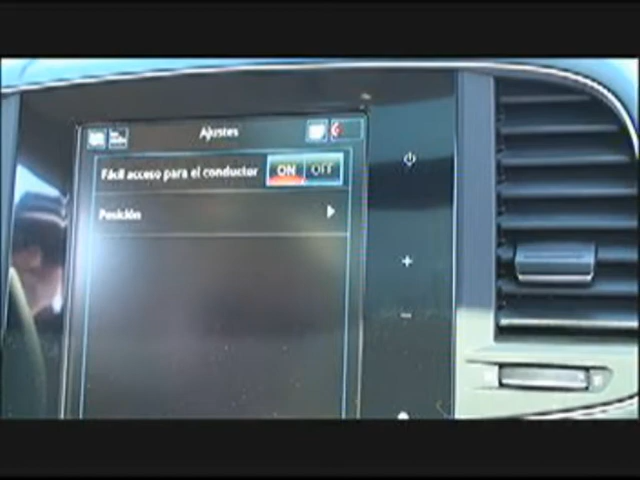 Ajustes
Fácil acceso para el conductor ON OFF
Posición
+
-